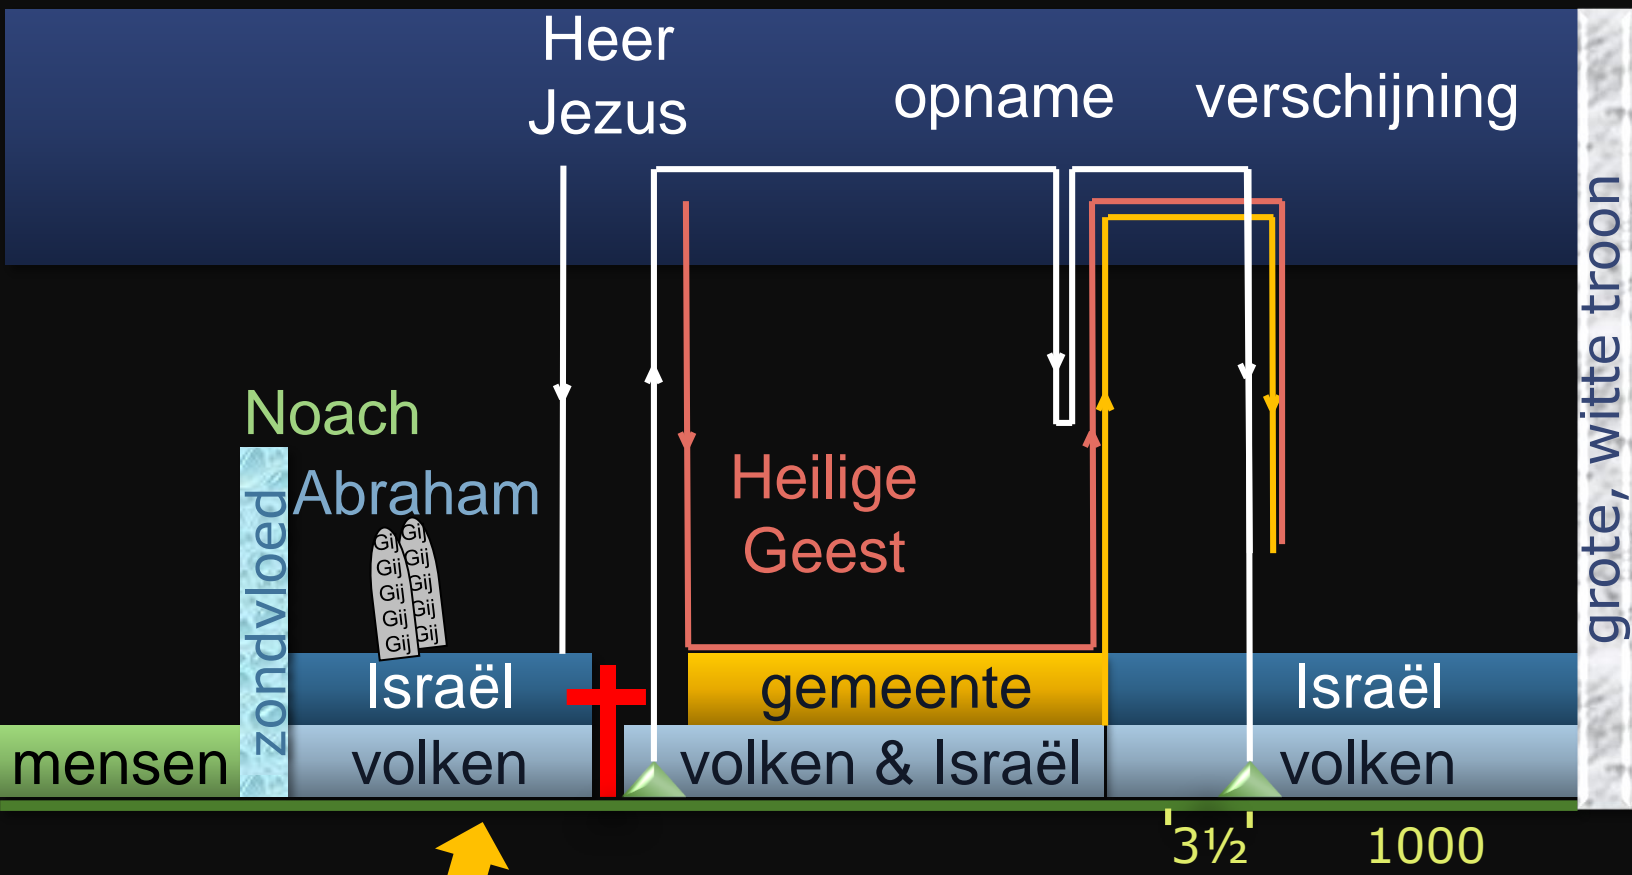 Heer
Jezus
opname
verschijning
grote, witte troon
Noach
Abraham
zondvloed
Gij
Gij
Gij
Gij
Gij
Gij
Gij
Gij
Gij
Gij
Heilige
Geest
Israël
gemeente
Israël
mensen
volken
volken & Israël
volken
3½
1000